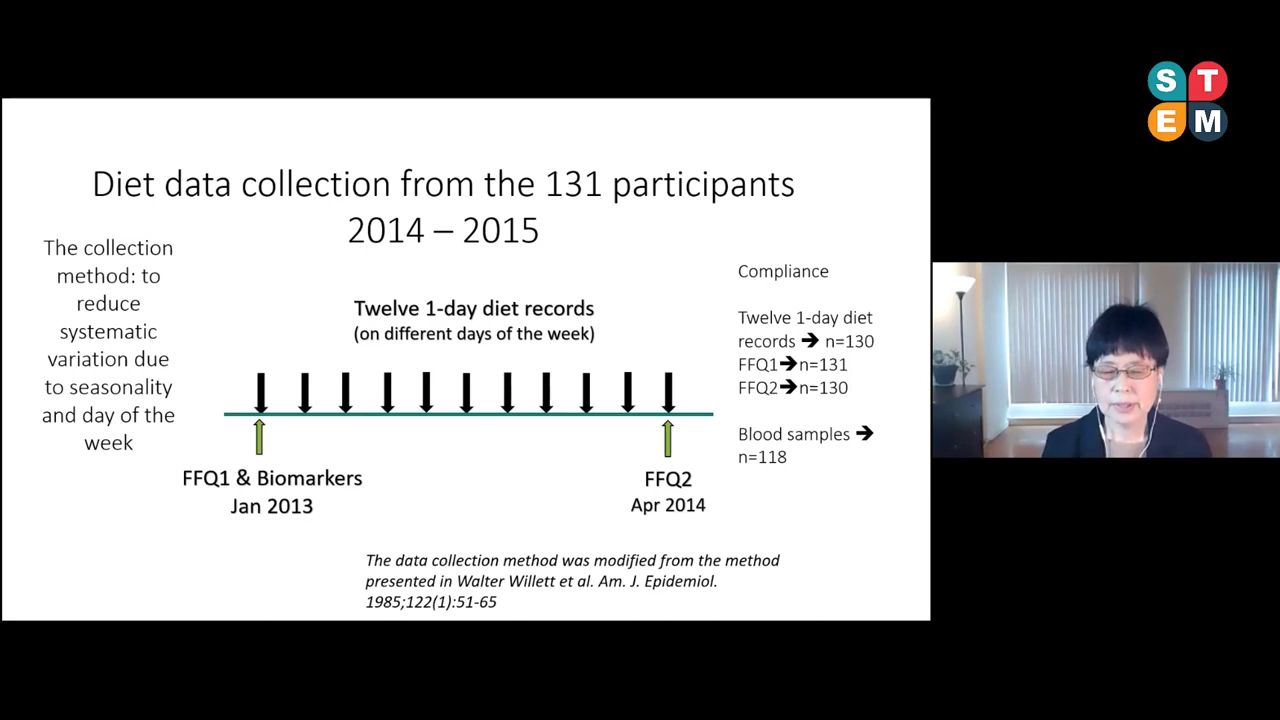 S T
E M
Diet data collection from the 131 participants
2014 – 2015
The collection
method: to
reduce
systematic
variation due
to seasonality
and day of the
week
Twelve 1-day diet records
(on different days of the week)
FFQ1 & Biomarkers
Jan 2013
FFQ2
Apr 2014
Compliance
Twelve 1-day diet
records ➔ n=130
FFQ1➔n=131
FFQ2➔n=130
Blood samples ➔
n=118
The data collection method was modified from the method
presented in Walter Willett et al. Am. J. Epidemiol.
1985;122(1):51-65